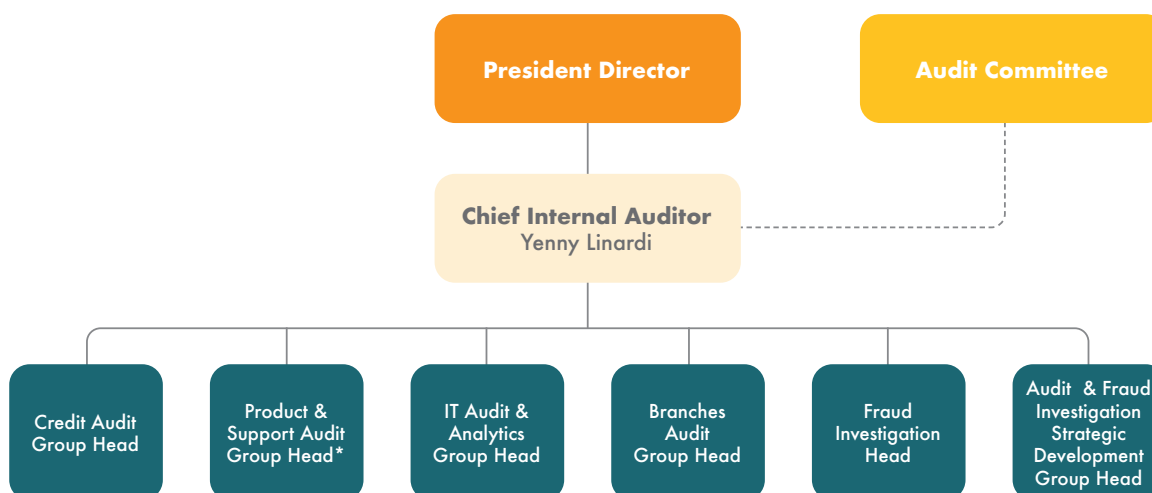 President Director
Audit Committee
Chief Internal Auditor
Yenny Linardi
Credit Audit
Group Head
Product &
Support Audit
Group Head*
IT Audit &
Analytics
Group Head
Branches
Audit
Group Head
Fraud
Investigation
Head
Audit & Fraud
Investigation
Strategic
Development
Group Head